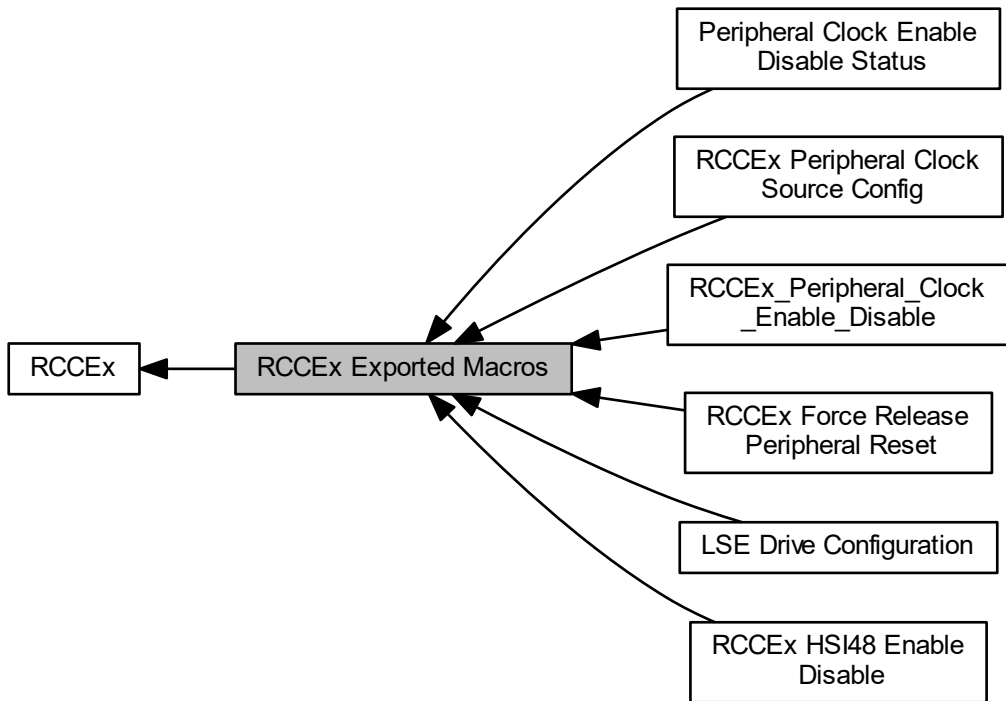 Peripheral Clock Enable
Disable Status
RCCEx Peripheral Clock
Source Config
RCCEx_Peripheral_Clock
_Enable_Disable
RCCEx
RCCEx Exported Macros
RCCEx Force Release
Peripheral Reset
LSE Drive Configuration
RCCEx HSI48 Enable
Disable